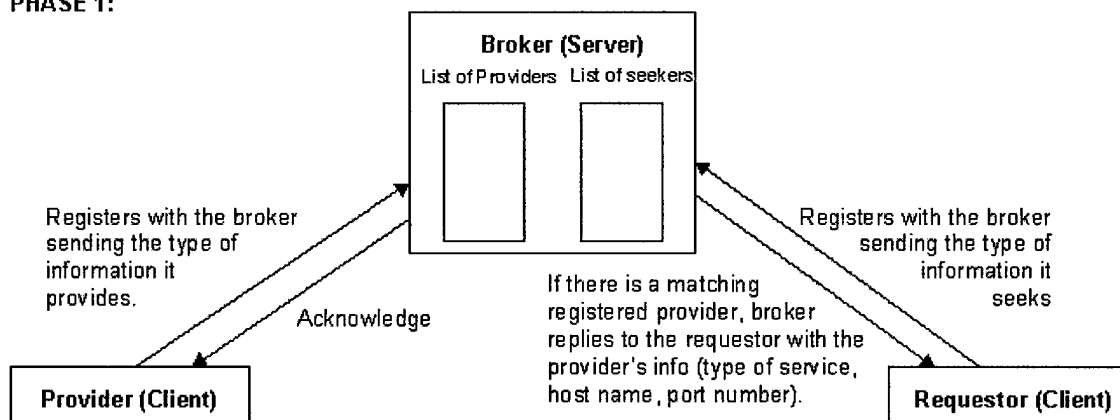 PHASE 1:
Broker (Server)
List of Providers List of seekers
Registers with the broker
sending the type of
information it
provides.
Acknowledge
Registers with the broker
sending the type of
information it
seeks
If there is a matching
registered provider, broker
replies to the requestor with the
provider's info (type of service,
host name, port number).
Provider (Client)
Requestor (Client)